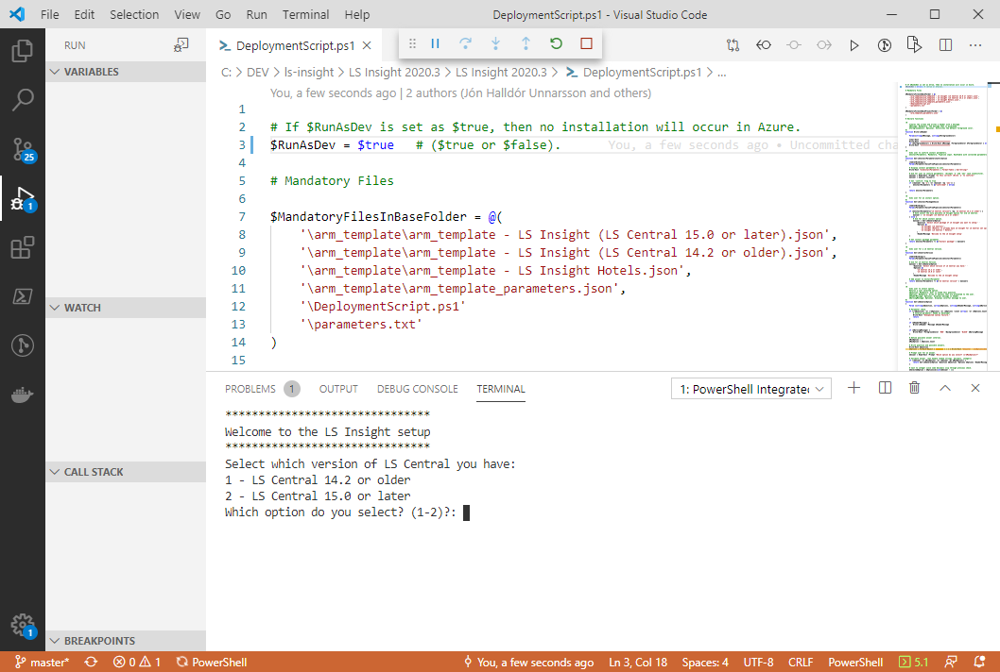 File Edit Selection View Go Run Terminal Help DeploymentScript.ps1 - Visual Studio Code
RUN
DeploymentScript.ps1
VARIABLES
C: > DEV > ls-insight > LS Insight 2020.3 > LS Insight 2020.3 > DeploymentScript.ps1 > ...
You, a few seconds ago | 2 authors (Jón Halldór Unnarsson and others)
1
2 # If $RunAsDev is set as $true, then no installation will occur in Azure.
3 $RunAsDev = $true # ($true or $false). You, a few seconds ago • Uncommitted cha
4
5 # Mandatory Files
6
7 $MandatoryFilesInBaseFolder = @(
8 '\arm_template\arm_template - LS Insight (LS Central 15.0 or later).json',
9 '\arm_template\arm_template - LS Insight (LS Central 14.2 or older).json',
10 '\arm_template\arm_template - LS Insight Hotels.json',
11 '\arm_template\arm_template_parameters.json',
12 '\DeploymentScript.ps1'
13 '\parameters.txt'
14 )
15
25
1
WATCH
CALL STACK
BREAKPOINTS
1
PROBLEMS 1 OUTPUT DEBUG CONSOLE TERMINAL 1: PowerShell Integrated
*******************************
Welcome to the LS Insight setup
*******************************
Select which version of LS Central you have:
1 - LS Central 14.2 or older
2 - LS Central 15.0 or later
Which option do you select? (1-2)?:
master* 0 1 PowerShell You, a few seconds ago Ln 3, Col 18 Spaces: 4 UTF-8 CRLF PowerShell 5.1